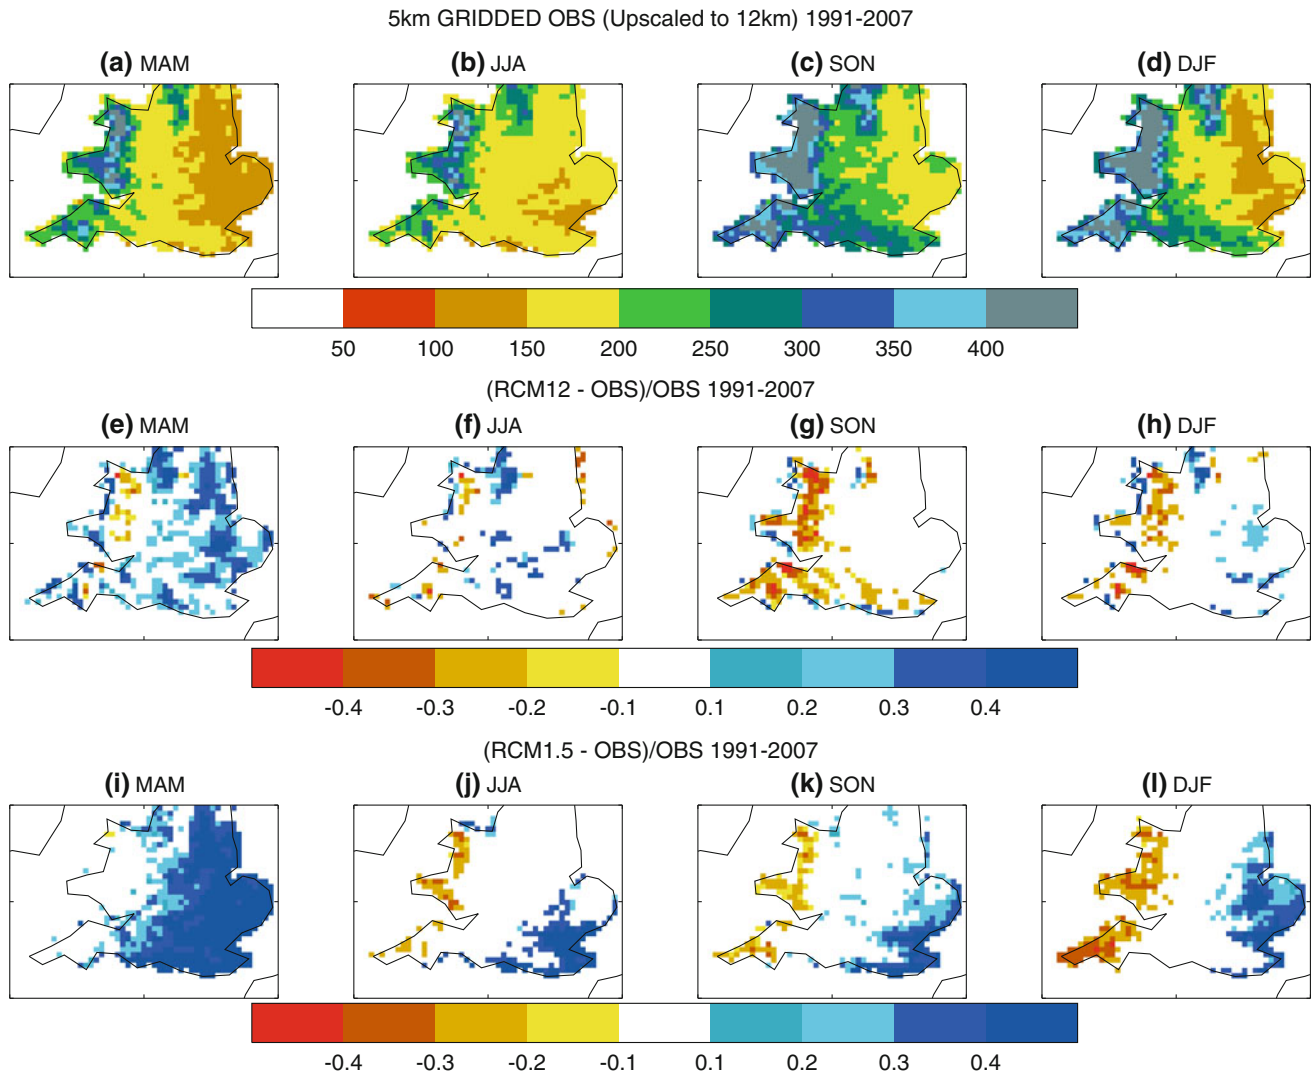 5km GRIDDED OBS (Upscaled to 12km) 1991-2007
(a) MAM (b) JJA (c) SON (d) DJF
50 100 150 200 250 300 350 400
(RCM12 - OBS)/OBS 1991-2007
(e) MAM (f) JJA (g) SON (h) DJF
-0.4 -0.3 -0.2 -0.1 0.1 0.2 0.3 0.4
(RCM1.5 - OBS)/OBS 1991-2007
(i) MAM (j) JJA (k) SON (l) DJF
-0.4 -0.3 -0.2 -0.1 0.1 0.2 0.3 0.4